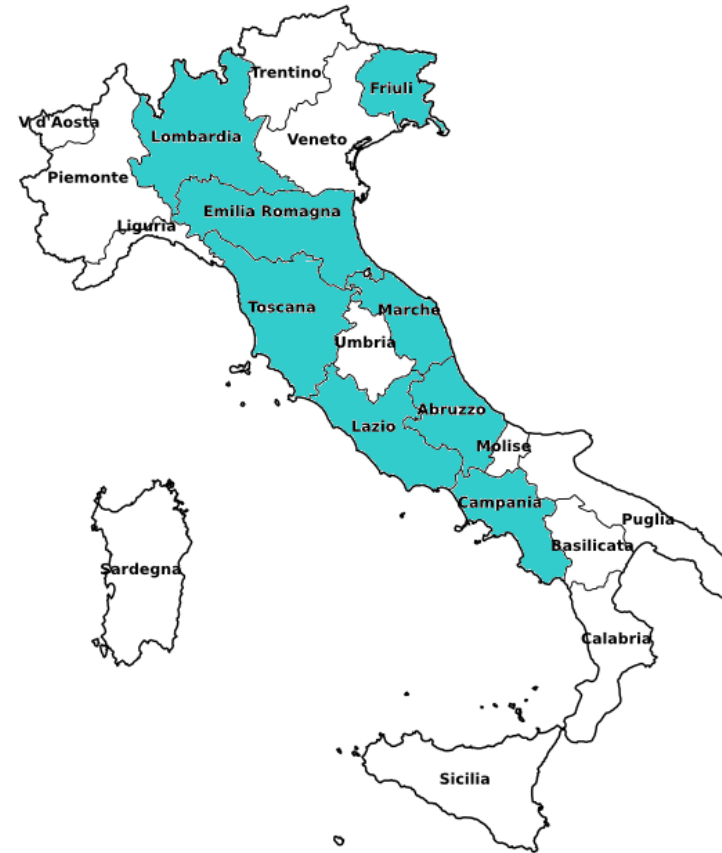 Trentino
Friuli
V d'Aosta
Lombardia
Veneto
Piemonte
Emilia Romagna
Liguria
Toscana
Marche
Umbria
Abruzzo
Lazio
Molise
Campania
Puglia
Basilicata
Sardegna
Calabria
Sicilia